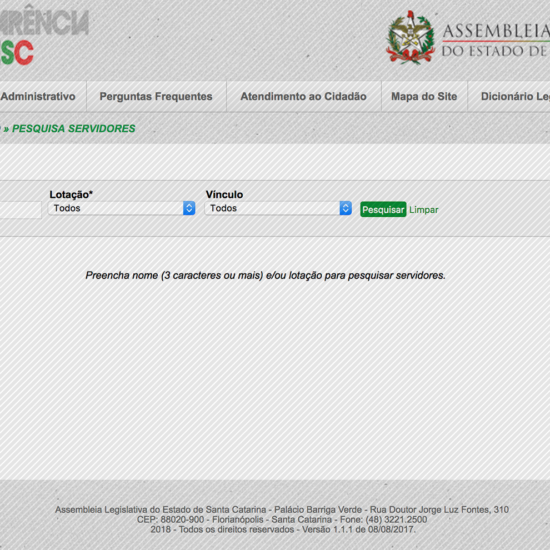 ARÊNCIA
SC
ASSEMBLEIA
DO ESTADO DE
Administrativo
Perguntas Frequentes
Atendimento ao Cidadão
Mapa do Site
Dicionário Le
» PESQUISA SERVIDORES
Lotação*
Vínculo
Todos
Todos
Pesquisar
Limpar
Preencha nome (3 caracteres ou mais) e/ou lotação para pesquisar servidores.
Assembleia Legislativa do Estado de Santa Catarina - Palácio Barriga Verde - Rua Doutor Jorge Luz Fontes, 310
CEP: 88020-900 - Florianópolis - Santa Catarina - Fone: (48) 3221.2500
2018 - Todos os direitos reservados - Versão 1.1.1 de 08/08/2017.